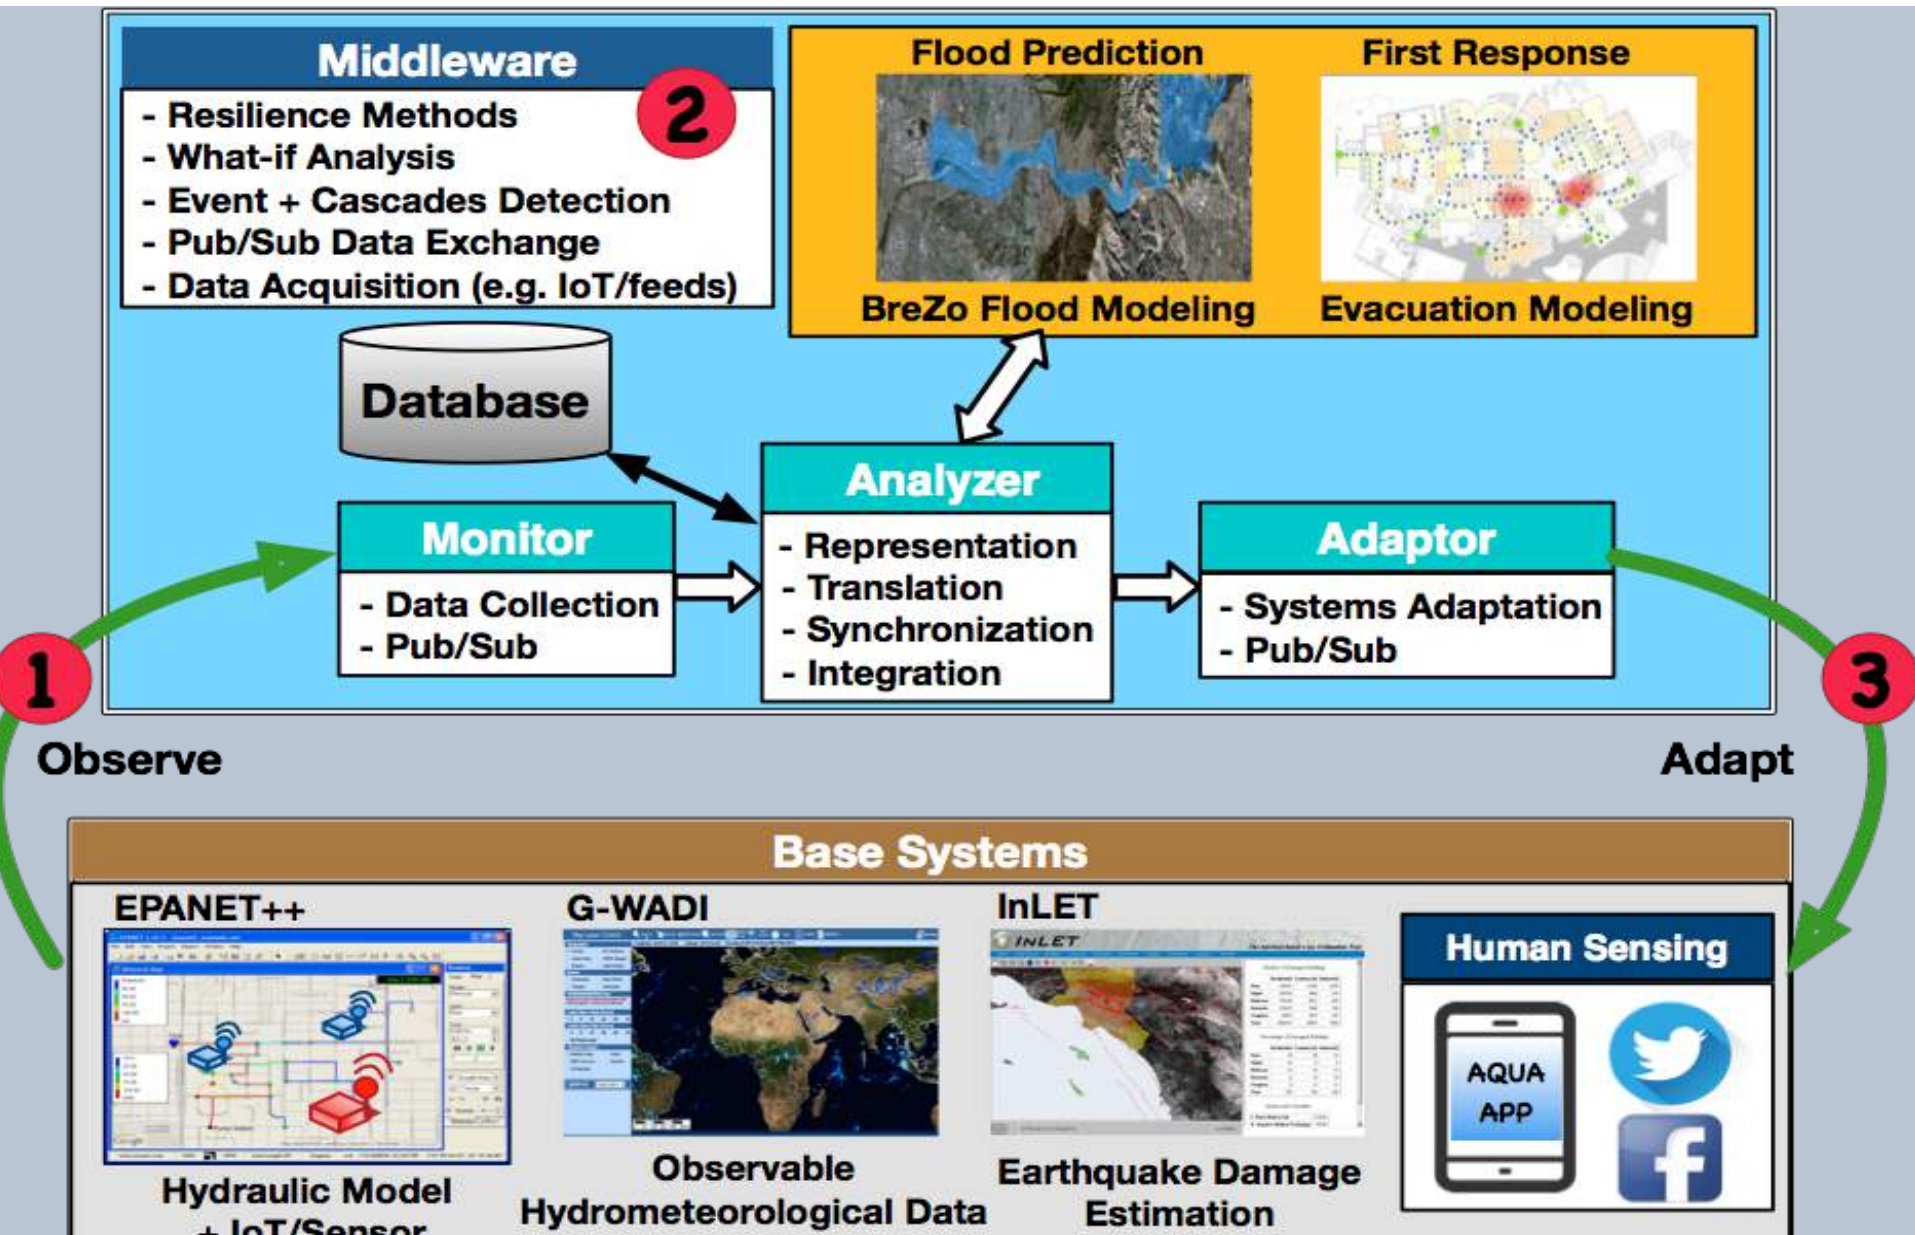 Middleware
2
- Resilience Methods
- What-if Analysis
- Event + Cascades Detection
- Pub/Sub Data Exchange
- Data Acquisition (e.g. IoT/feeds)
Flood Prediction
First Response
BreZo Flood Modeling
Evacuation Modeling
Database
Monitor
- Data Collection
- Pub/Sub
Analyzer
- Representation
- Translation
- Synchronization
- Integration
Adaptor
- Systems Adaptation
- Pub/Sub
1
3
Observe
Adapt
Base Systems
EPANET++
G-WADI
InLET
INLET
Human Sensing
AQUA
APP
Hydraulic Model
+ IoT/Sensor
Observable
Hydrometeorological Data
Earthquake Damage
Estimation